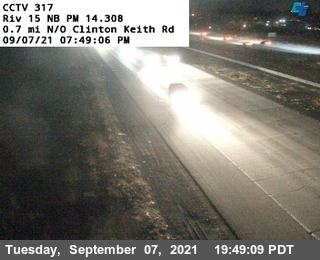 CCTV 317
Riv 15 NB PM 14.308
0.7 mi N/O Clinton Keith Rd
09/07/21 07:49:06 PM
Tuesday, September 07, 2021 19:49:09 PDT